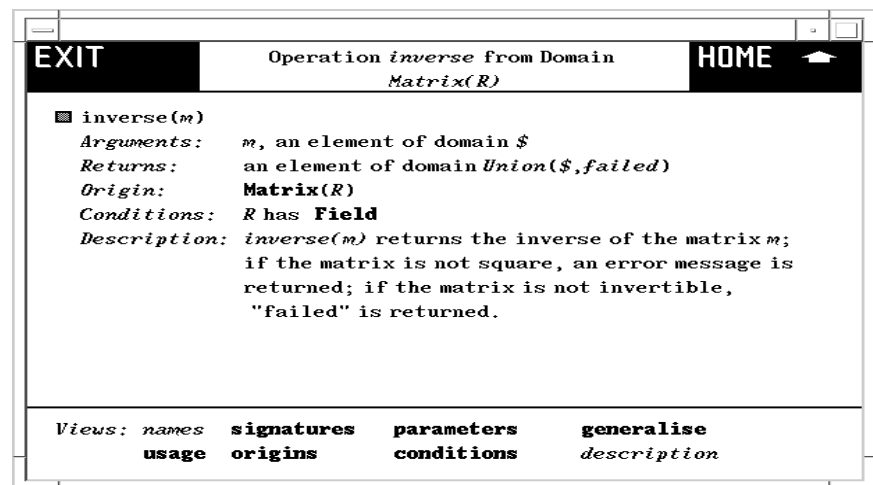 EXIT
Operation inverse from Domain
Matrix(R)
HOME
inverse(m)
Arguments: m, an element of domain $
Returns: an element of domain Union($,failed)
Origin: Matrix(R)
Conditions: R has Field
Description: inverse(m) returns the inverse of the matrix m;
if the matrix is not square, an error message is
returned; if the matrix is not invertible,
"failed" is returned.
Views: names signatures parameters generalise
usage origins conditions description